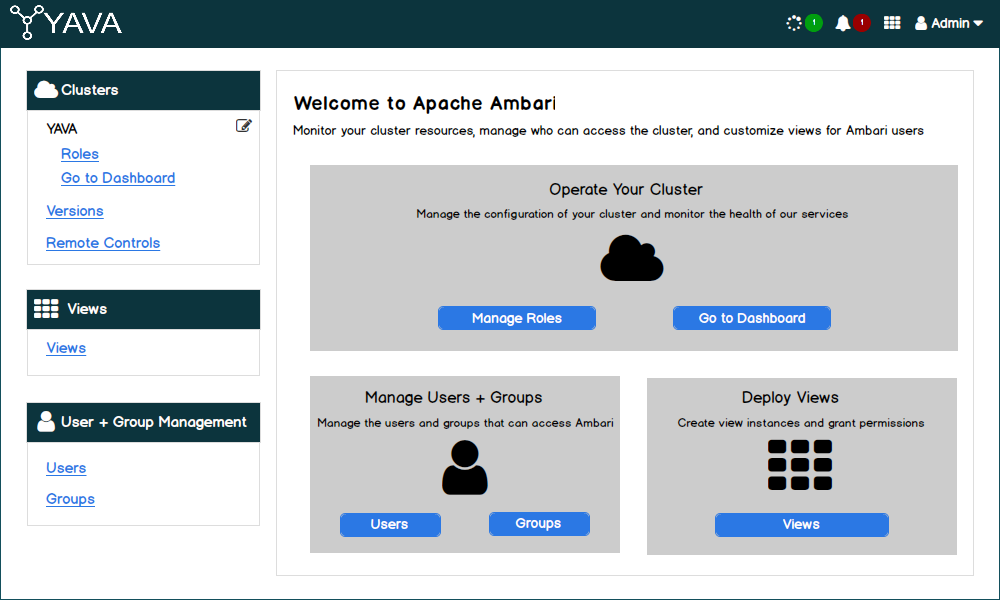 YAVA
1
1
Admin
Clusters
YAVA
Roles
Go to Dashboard
Versions
Remote Controls
Views
Views
User + Group Management
Users
Groups
Welcome to Apache Ambari
Monitor your cluster resources, manage who can access the cluster, and customize views for Ambari users
Operate Your Cluster
Manage the configuration of your cluster and monitor the health of our services
Manage Roles
Go to Dashboard
Manage Users + Groups
Manage the users and groups that can access Ambari
Users
Groups
Deploy Views
Create view instances and grant permissions
Views